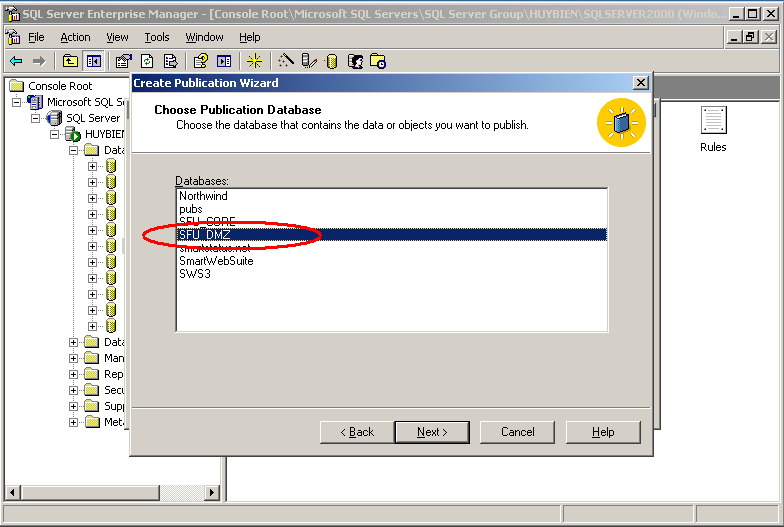 SQL Server Enterprise Manager - [Console Root\Microsoft SQL Servers\SQL Server Group\HUYBIEN\SQLSERVER2000 (Windo...
File Action View Tools Window Help
Console Root
Microsoft SQL S
SQL Server
HUYBIEN
Data
Data
Man
Rep
Secu
Supp
Meta
Rules
Create Publication Wizard
Choose Publication Database
Choose the database that contains the data or objects you want to publish.
Databases:
Northwind
pubs
SFU_CORE
SFU_DMZ
smartstatus.net
SmartWebSuite
SWS3
< Back Next > Cancel Help